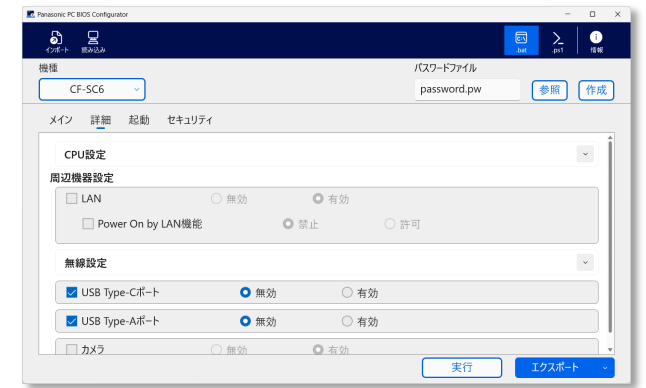 Panasonic PC BIOS Configurator
インポート 読み込み .bat .ps1 情報
機種 パスワードファイル
CF-SC6 password.pw 参照 作成
メイン 詳細 起動 セキュリティ
CPU設定
周辺機器設定
LAN 無効 有効
Power On by LAN機能 禁止 許可
無線設定
USB Type-Cポート 無効 有効
USB Type-Aポート 無効 有効
カメラ 無効 有効
実行 エクスポート